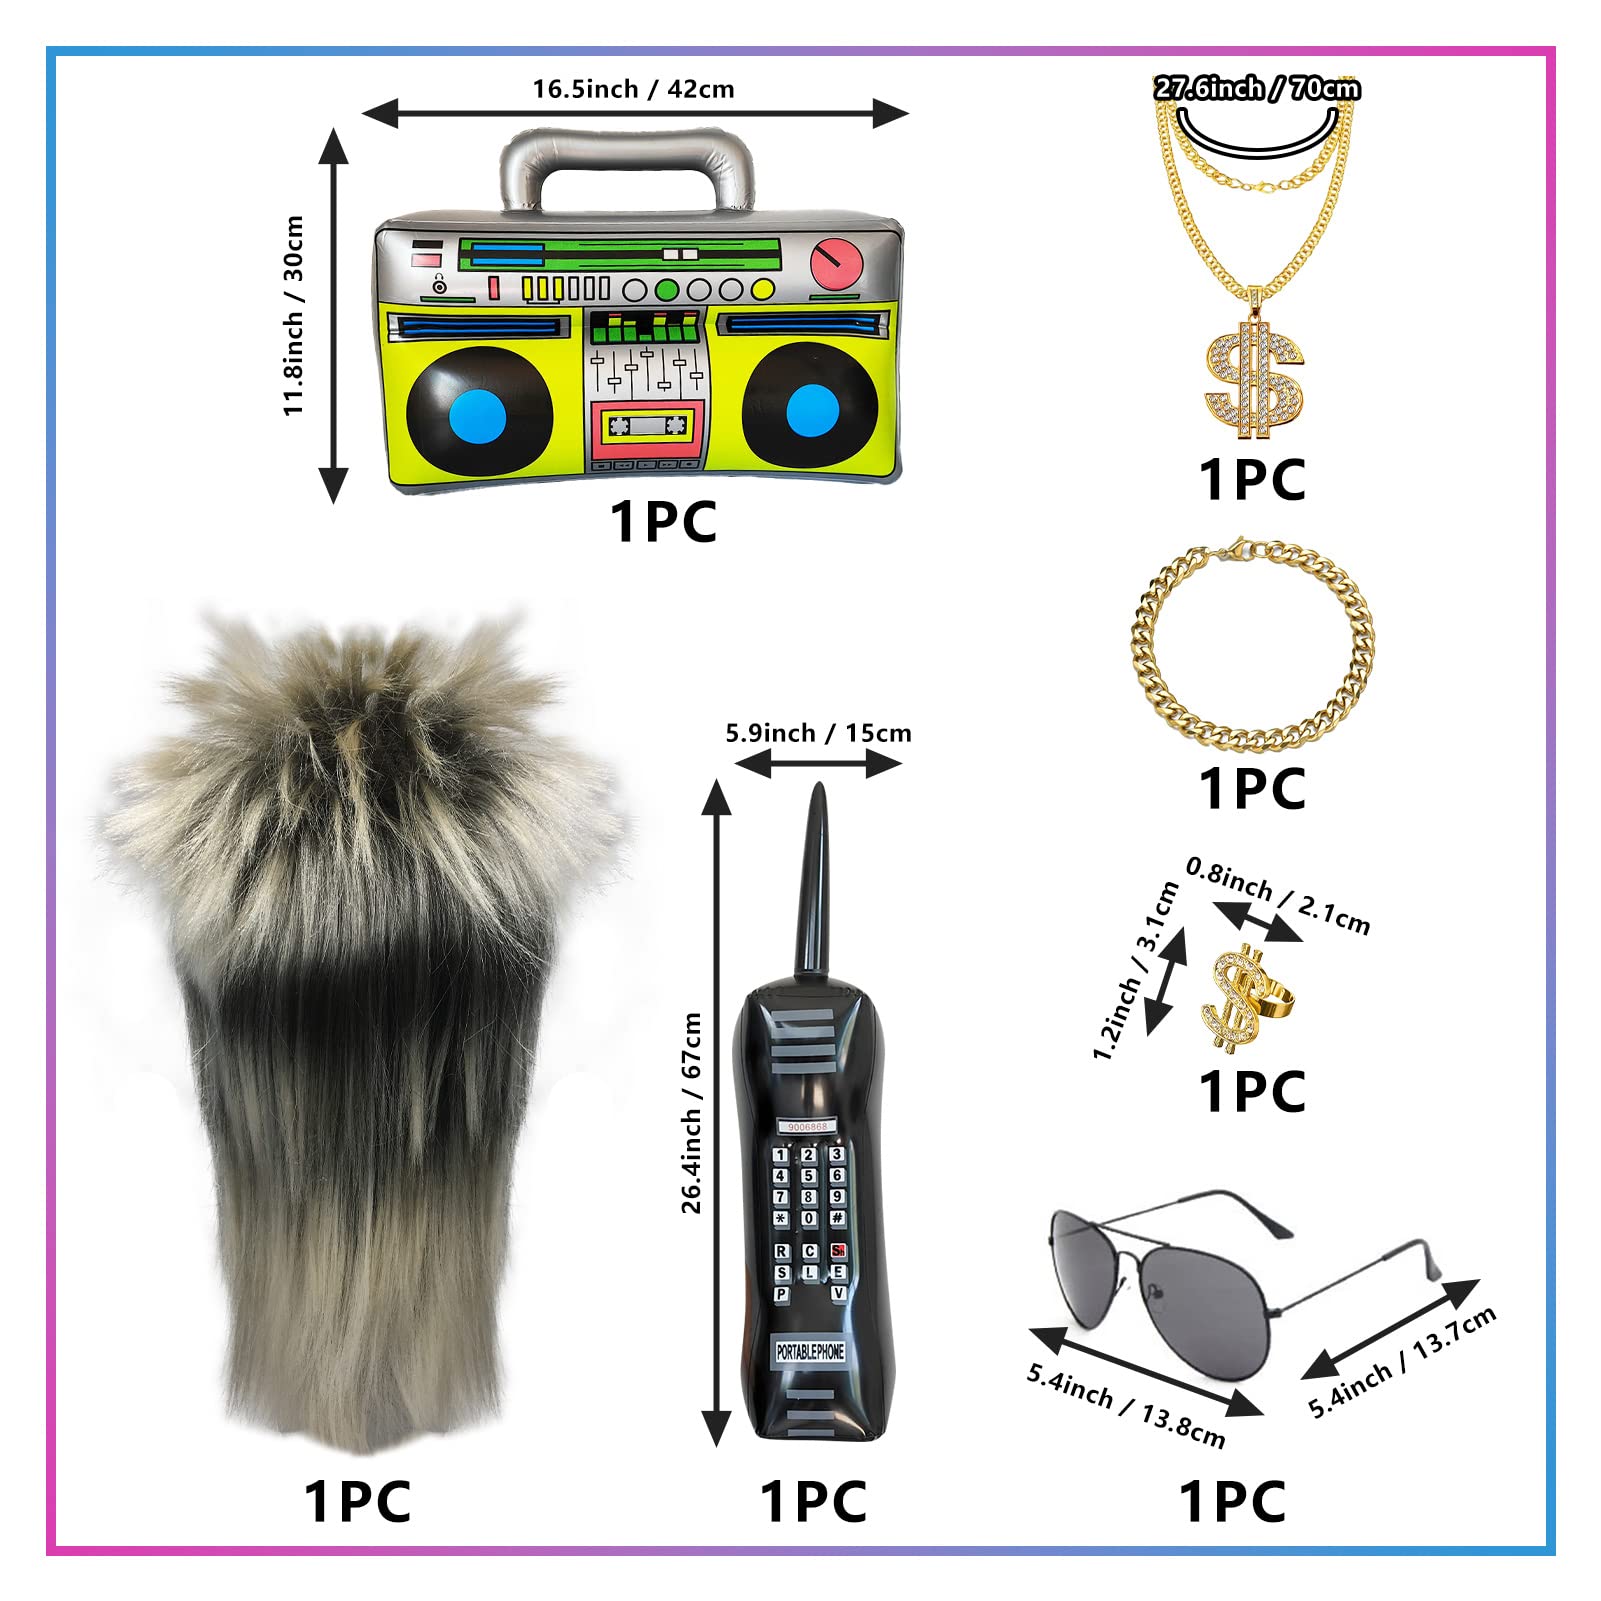 16.5inch / 42cm
11.8inch / 30cm
1PC
27.6inch / 70cm
1PC
1PC
0.8inch / 2.1cm
1.2inch / 3.1cm
1PC
5.9inch / 15cm
26.4inch / 67cm
9006868
1 2 3
4 5 6
7 8 9
* 0 #
R C S
S L E
P V
PORTABLEPHONE
5.4inch / 13.8cm
5.4inch / 13.7cm
1PC
1PC
1PC